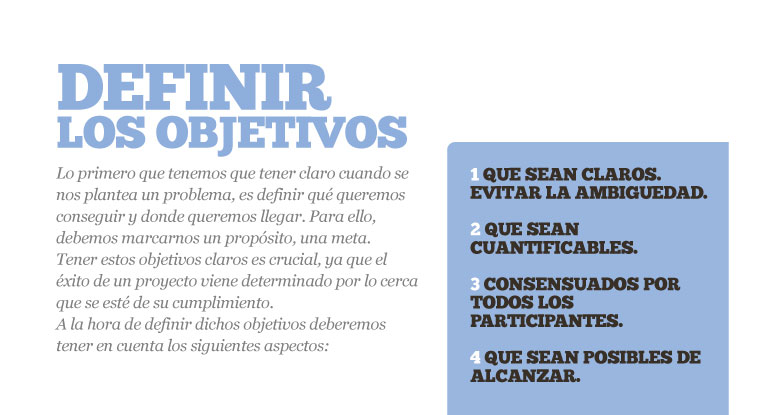 DEFINIR
LOS OBJETIVOS
Lo primero que tenemos que tener claro cuando se
nos plantea un problema, es definir qué queremos
conseguir y donde queremos llegar. Para ello,
debemos marcarnos un propósito, una meta.
Tener estos objetivos claros es crucial, ya que el
éxito de un proyecto viene determinado por lo cerca
que se esté de su cumplimiento.
A la hora de definir dichos objetivos deberemos
tener en cuenta los siguientes aspectos:
1 QUE SEAN CLAROS.
EVITAR LA AMBIGUEDAD.
2 QUE SEAN
CUANTIFICABLES.
3 CONSENSUADOS POR
TODOS LOS
PARTICIPANTES.
4 QUE SEAN POSIBLES DE
ALCANZAR.